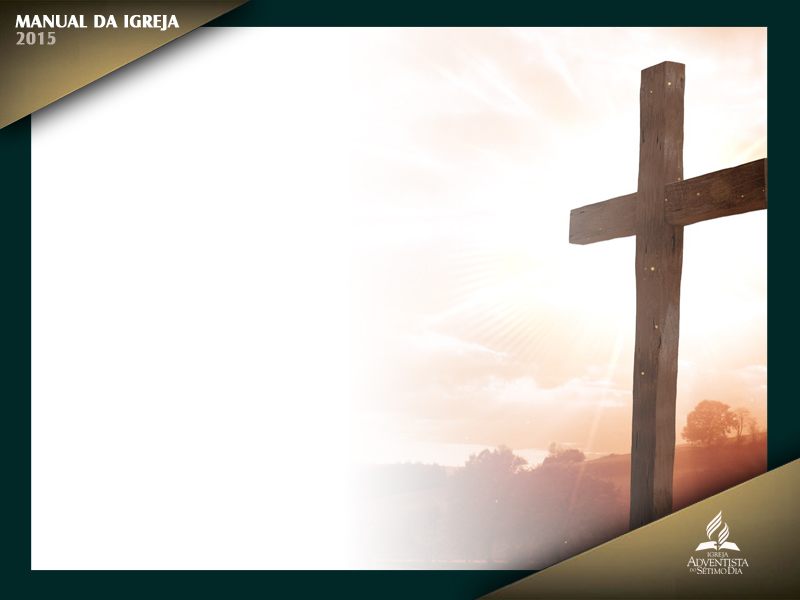 MANUAL DA IGREJA
2015
IGREJA
ADVENTISTA
DO SÉTIMO DIA